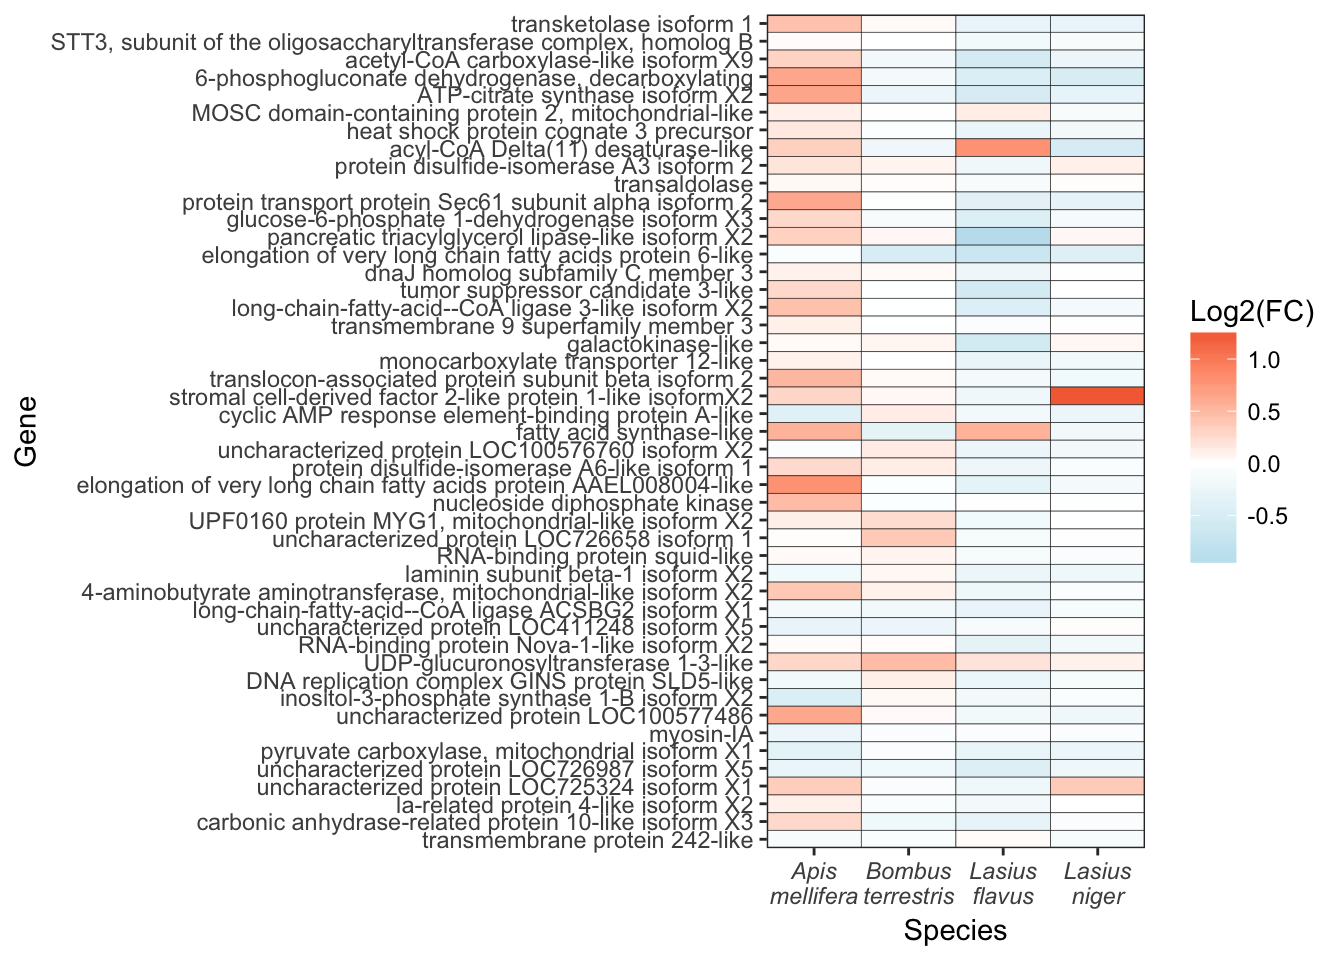 transketolase isoform 1
STT3, subunit of the oligosaccharyltransferase complex, homolog B
acetyl-CoA carboxylase-like isoform X9
6-phosphogluconate dehydrogenase, decarboxylating
ATP-citrate synthase isoform X2
MOSC domain-containing protein 2, mitochondrial-like
heat shock protein cognate 3 precursor
acyl-CoA Delta(11) desaturase-like
protein disulfide-isomerase A3 isoform 2
transaldolase
protein transport protein Sec61 subunit alpha isoform 2
glucose-6-phosphate 1-dehydrogenase isoform X3
pancreatic triacylglycerol lipase-like isoform X2
elongation of very long chain fatty acids protein 6-like
dnaJ homolog subfamily C member 3
tumor suppressor candidate 3-like
long-chain-fatty-acid--CoA ligase 3-like isoform X2
transmembrane 9 superfamily member 3
galactokinase-like
monocarboxylate transporter 12-like
translocon-associated protein subunit beta isoform 2
stromal cell-derived factor 2-like protein 1-like isoformX2
cyclic AMP response element-binding protein A-like
fatty acid synthase-like
uncharacterized protein LOC100576760 isoform X2
protein disulfide-isomerase A6-like isoform 1
elongation of very long chain fatty acids protein AAEL008004-like
nucleoside diphosphate kinase
UPF0160 protein MYG1, mitochondrial-like isoform X2
uncharacterized protein LOC726658 isoform 1
RNA-binding protein squid-like
laminin subunit beta-1 isoform X2
4-aminobutyrate aminotransferase, mitochondrial-like isoform X2
long-chain-fatty-acid--CoA ligase ACSBG2 isoform X1
uncharacterized protein LOC411248 isoform X5
RNA-binding protein Nova-1-like isoform X2
UDP-glucuronosyltransferase 1-3-like
DNA replication complex GINS protein SLD5-like
inositol-3-phosphate synthase 1-B isoform X2
uncharacterized protein LOC100577486
myosin-IA
pyruvate carboxylase, mitochondrial isoform X1
uncharacterized protein LOC726987 isoform X5
uncharacterized protein LOC725324 isoform X1
la-related protein 4-like isoform X2
carbonic anhydrase-related protein 10-like isoform X3
transmembrane protein 242-like
Gene
Apis
mellifera
Bombus
terrestris
Lasius
flavus
Lasius
niger
Species
Log2(FC)
1.0
0.5
0.0
-0.5